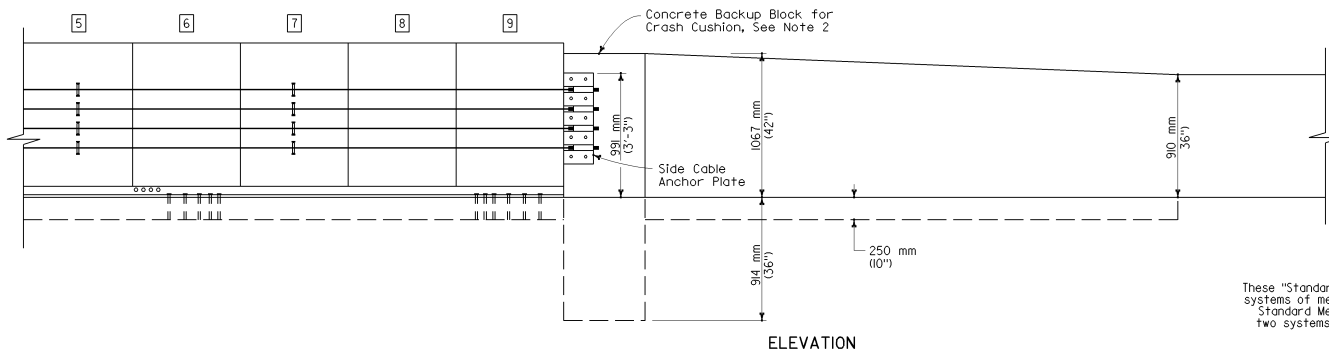 5 6 7 8 9
Concrete Backup Block for
Crash Cushion, See Note 2
991 mm
(3'-3")
1067 mm
(42")
910 mm
36")
Side Cable
Anchor Plate
250 mm
(10")
914 mm
(36")
These "Standar
systems of me
Standard Me
two systems
ELEVATION